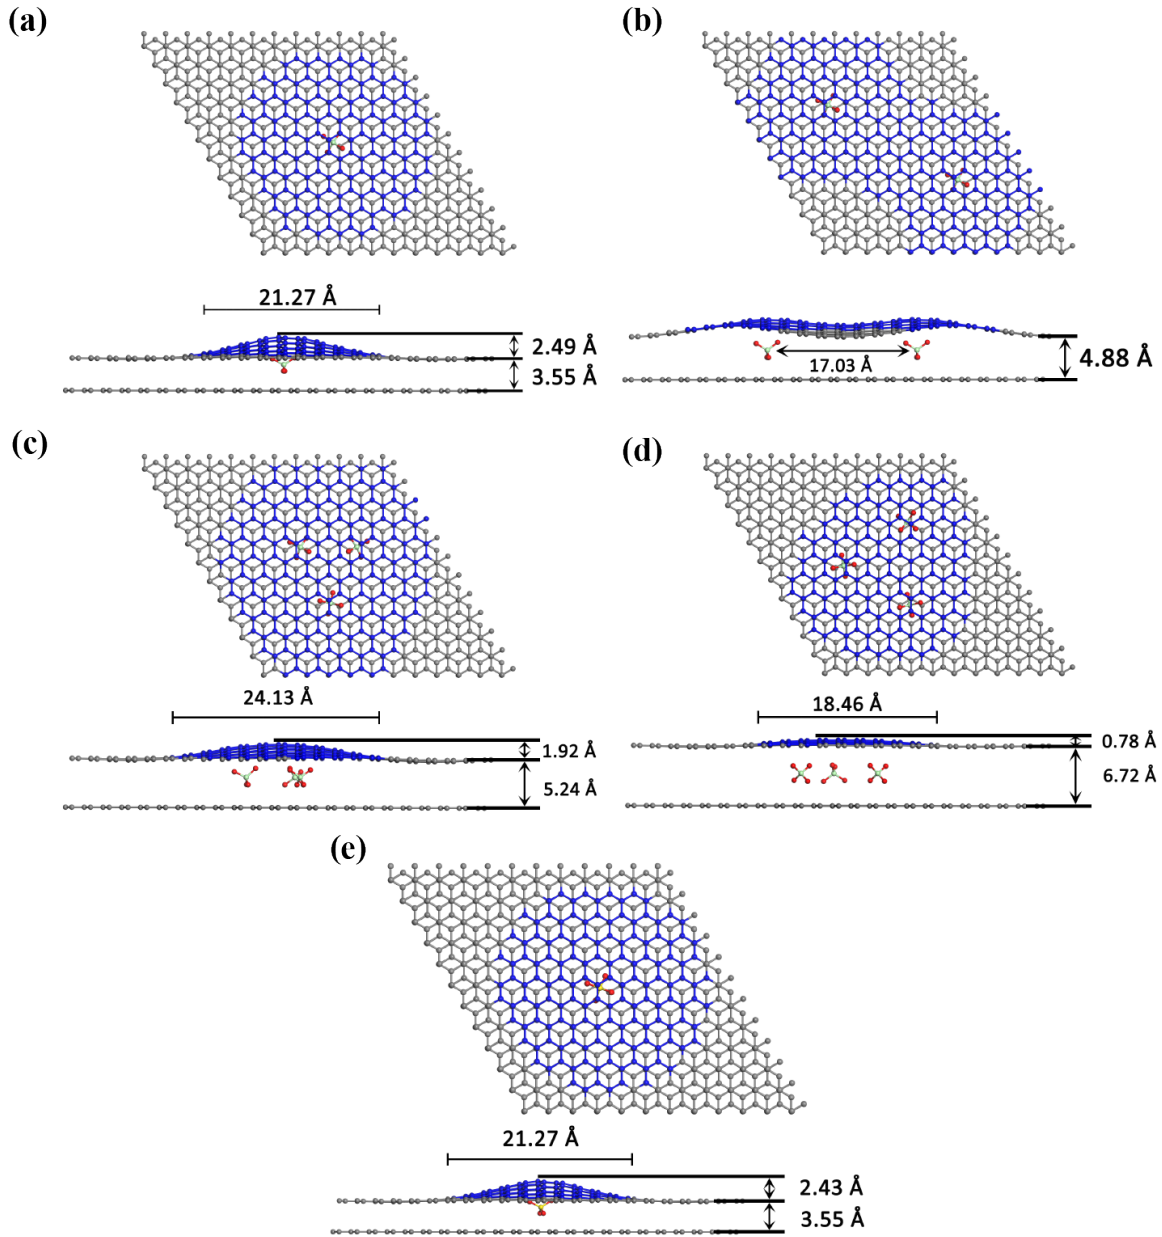 (a)
(b)
21.27 Å
2.49 Å
3.55 Å
17.03 Å
4.88 Å
(c)
(d)
24.13 Å
1.92 Å
5.24 Å
18.46 Å
0.78 Å
6.72 Å
(e)
21.27 Å
2.43 Å
3.55 Å